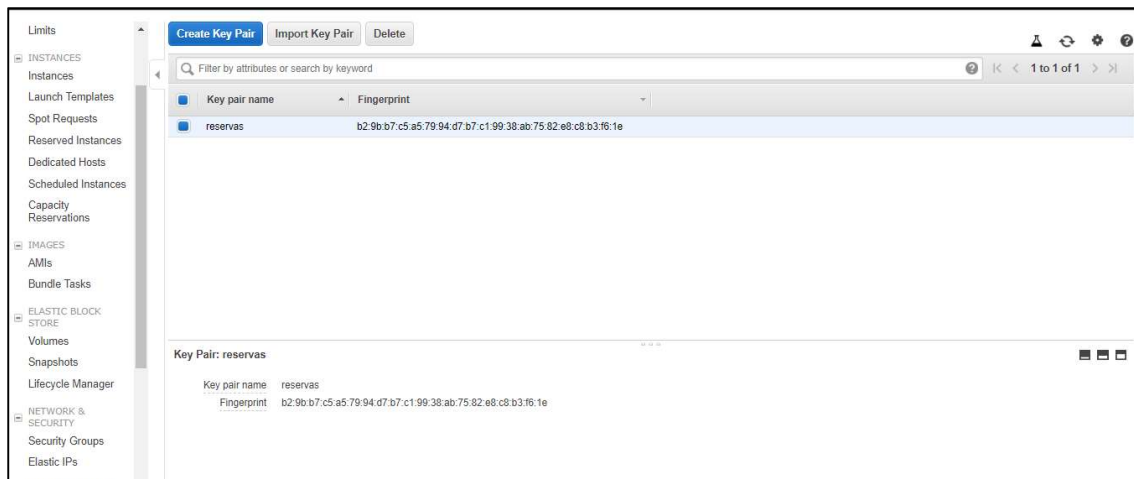 Limits
INSTANCES
Instances
Launch Templates
Spot Requests
Reserved Instances
Dedicated Hosts
Scheduled Instances
Capacity
Reservations
IMAGES
AMIs
Bundle Tasks
ELASTIC BLOCK
STORE
Volumes
Snapshots
Lifecycle Manager
NETWORK &
SECURITY
Security Groups
Elastic IPs
Create Key Pair Import Key Pair Delete
Filter by attributes or search by keyword 1 to 1 of 1
Key pair name Fingerprint
reservas b2:9b:b7:c5:a5:79:94:d7:b7:c1:99:38:ab:75:82:e8:c8:b3:f6:1e
Key Pair: reservas
Key pair name reservas
Fingerprint b2:9b:b7:c5:a5:79:94:d7:b7:c1:99:38:ab:75:82:e8:c8:b3:f6:1e